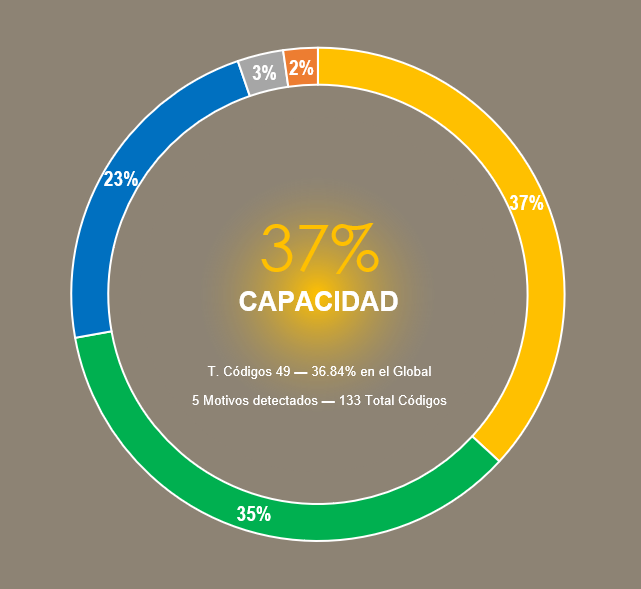 3%
2%
23%
37%
37%
CAPACIDAD
T. Códigos 49 — 36.84% en el Global
5 Motivos detectados — 133 Total Códigos
35%